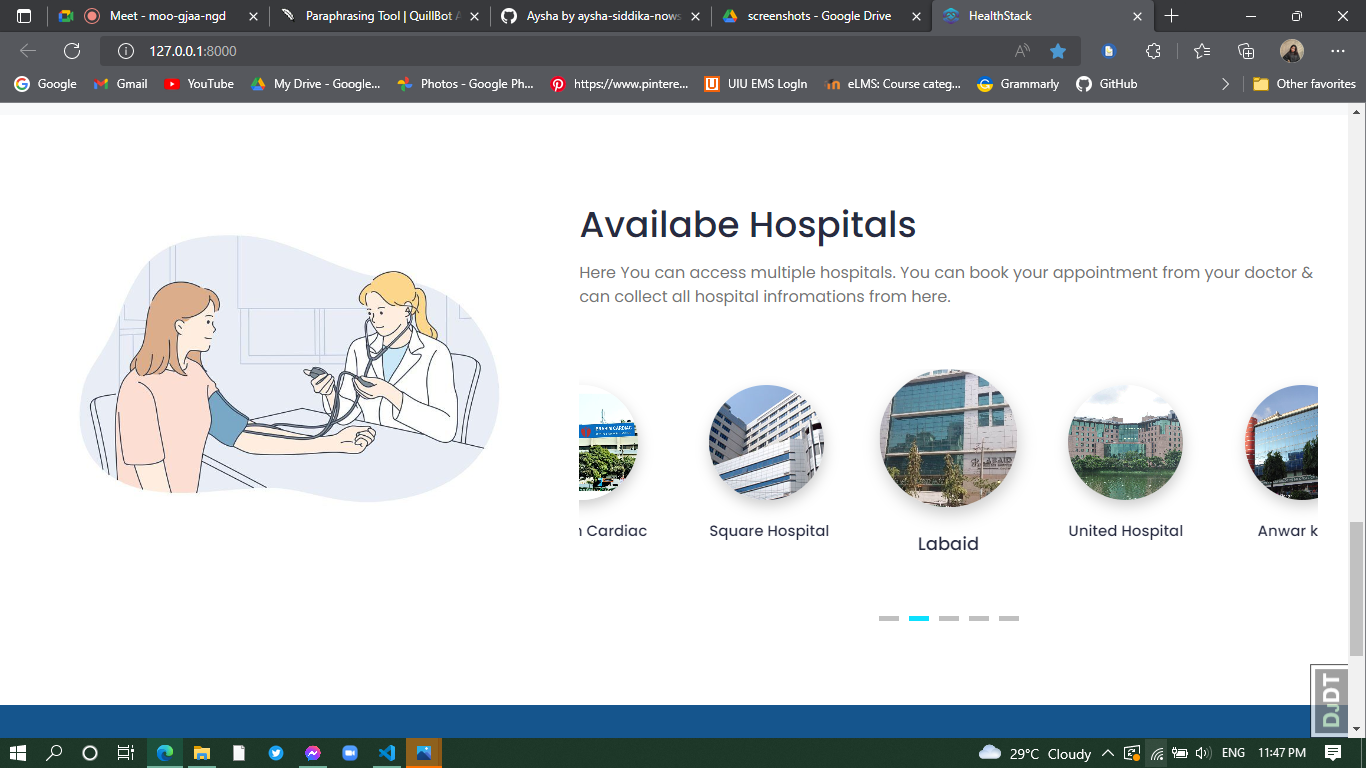 Meet - moo-gjaa-ngd
Paraphrasing Tool | QuillBot A
Aysha by aysha-siddika-nows
screenshots - Google Drive
HealthStack
127.0.0.1:8000
Google
Gmail
YouTube
My Drive - Google...
Photos - Google Ph...
https://www.pintere...
UIU EMS LogIn
eLMS: Course categ...
Grammarly
GitHub
Other favorites
Availabe Hospitals
Here You can access multiple hospitals. You can book your appointment from your doctor &
can collect all hospital infromations from here.
n Cardiac
Square Hospital
Labaid
United Hospital
Anwar k
DjDT
29°C Cloudy
ENG
11:47 PM